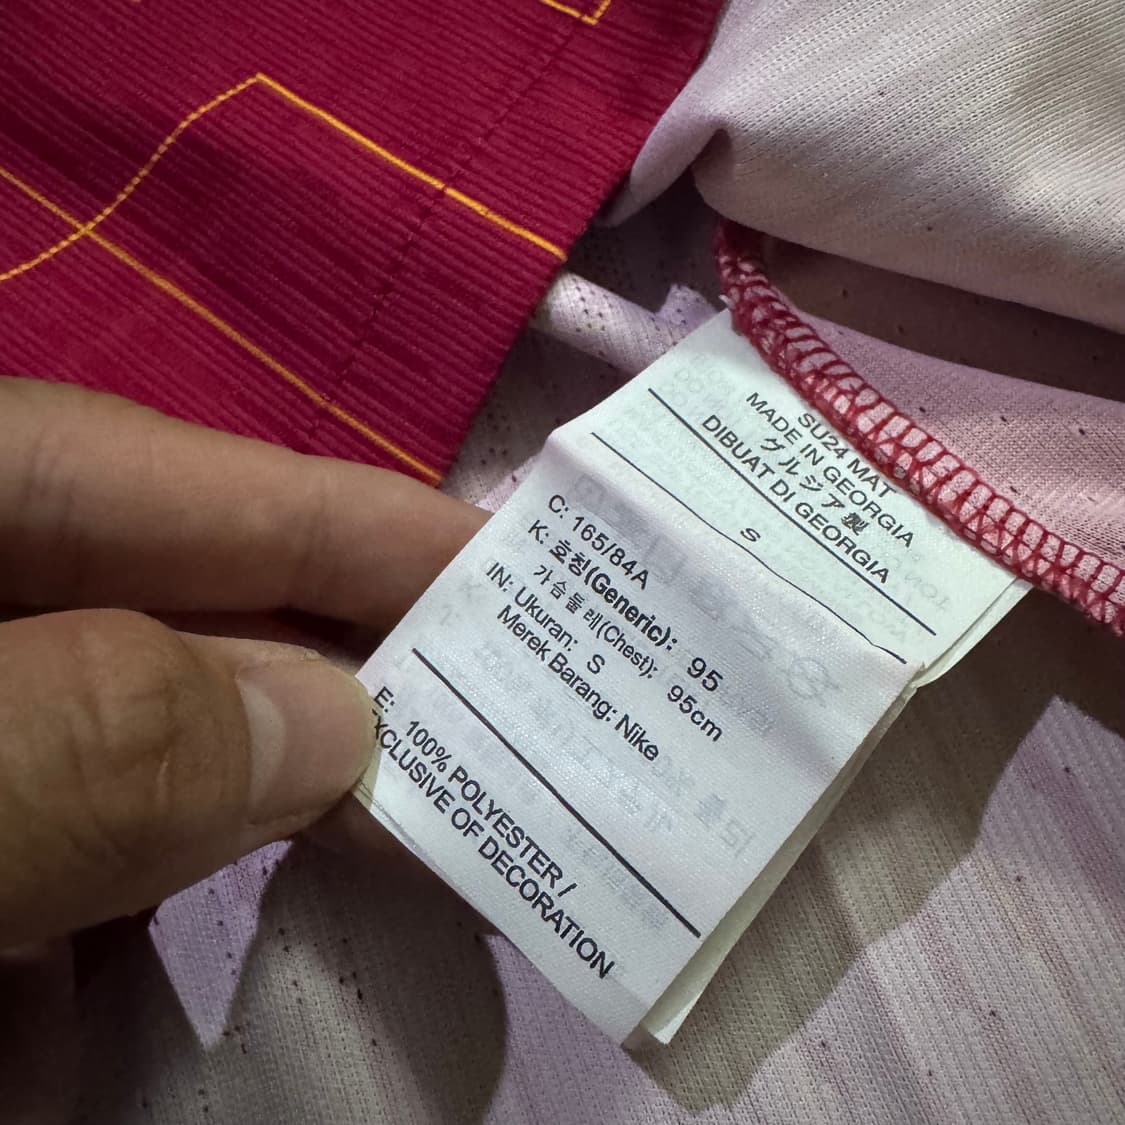 SU24 MAT
MADE IN GEORGIA
グルジア製
DIBUAT DI GEORGIA
S
C: 165/84A
K: 호칭(Generic): 95
가슴둘레(Chest): 95cm
IN: Ukuran: S
Merek Barang: Nike
E: 100% POLYESTER/
EXCLUSIVE OF DECORATION